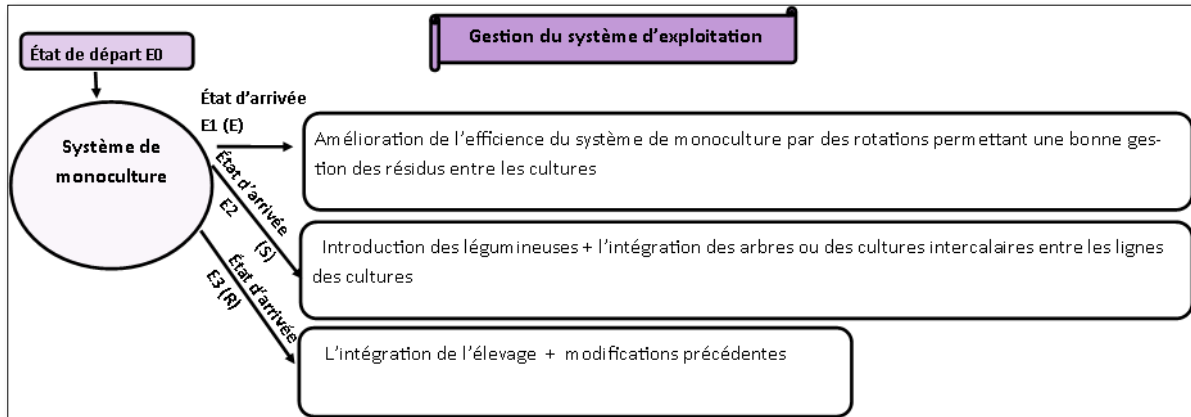 Gestion du système d’exploitation
État de départ E0
Système de
monoculture
État d’arrivée
E1 (E)
Amélioration de l’efficience du système de monoculture par des rotations permettant une bonne ges-
tion des résidus entre les cultures
État d’arrivée
E2 (S)
Introduction des légumineuses + l’intégration des arbres ou des cultures intercalaires entre les lignes
des cultures
État d’arrivée
E3 (R)
L’intégration de l’élevage + modifications précédentes